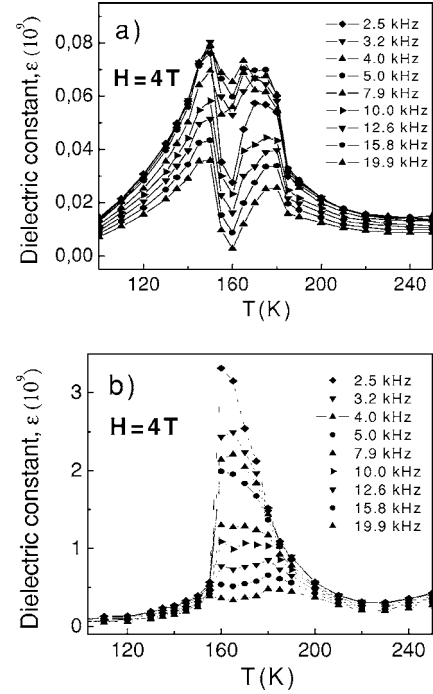 a)
H=4T
Dielectric constant, ε (10⁹)
0,08
0,06
0,04
0,02
0,00
2.5 kHz
3.2 kHz
4.0 kHz
5.0 kHz
7.9 kHz
10.0 kHz
12.6 kHz
15.8 kHz
19.9 kHz
120 160 200 240
T(K)
b)
H=4T
Dielectric constant, ε (10⁹)
3
2
1
0
2.5 kHz
3.2 kHz
4.0 kHz
5.0 kHz
7.9 kHz
10.0 kHz
12.6 kHz
15.8 kHz
19.9 kHz
120 160 200 240
T(K)